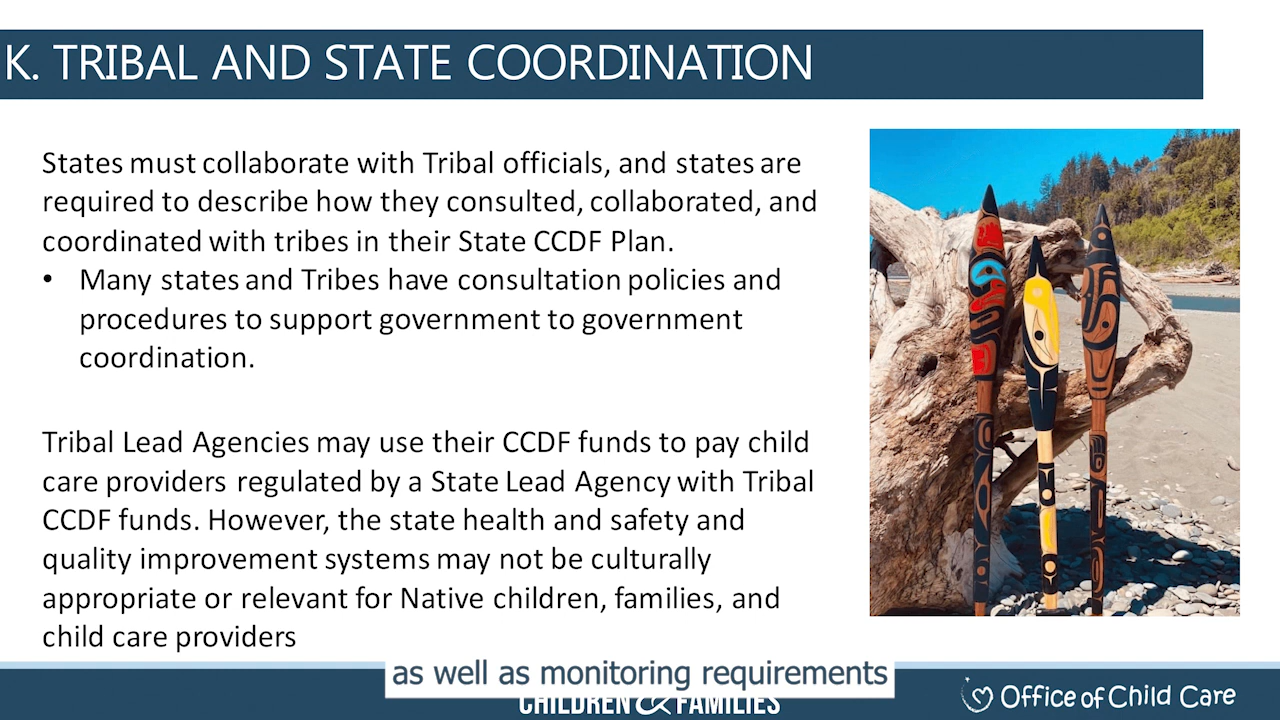 K. TRIBAL AND STATE COORDINATION
States must collaborate with Tribal officials, and states are
required to describe how they consulted, collaborated, and
coordinated with tribes in their State CCDF Plan.
• Many states and Tribes have consultation policies and
procedures to support government to government
coordination.
Tribal Lead Agencies may use their CCDF funds to pay child
care providers regulated by a State Lead Agency with Tribal
CCDF funds. However, the state health and safety and
quality improvement systems may not be culturally
appropriate or relevant for Native children, families, and
child care providers
as well as monitoring requirements
CHILDREN & FAMILIES
Office of Child Care